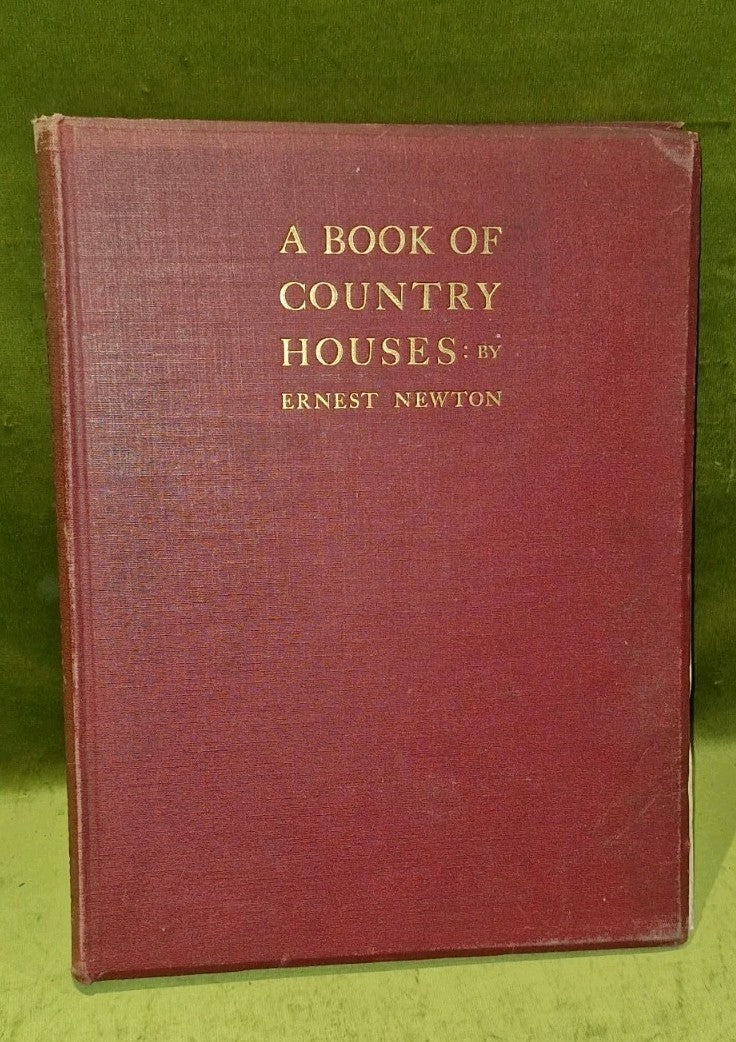 A BOOK OF
COUNTRY
HOUSES: BY
ERNEST NEWTON